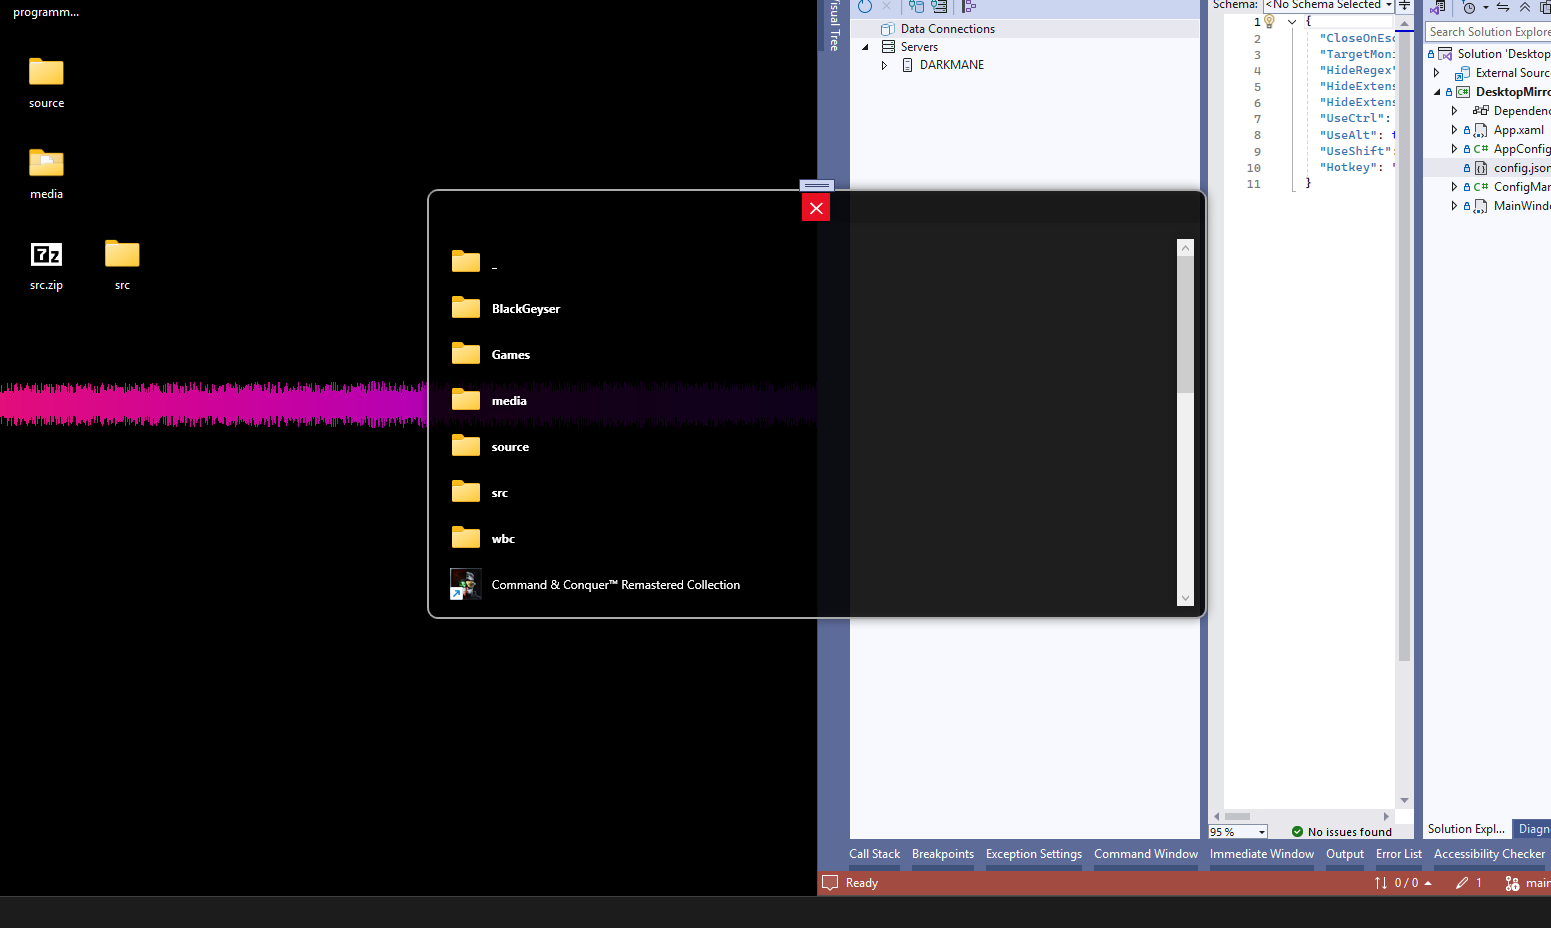 programm...
source
media
7z
src.zip
src
_
BlackGeyser
Games
media
source
src
wbc
Command & Conquer™ Remastered Collection
isual Tree
Data Connections
Servers
DARKMANE
Schema: <No Schema Selected
1 {
2 "CloseOnEsc
3 "TargetMoni
4 "HideRegex"
5 "HideExtens
6 "HideExtens
7 "UseCtrl":
8 "UseAlt": t
9 "UseShift":
10 "Hotkey": "
11 }
95 %
No issues found
Search Solution Explore
Solution 'Desktop
External Sourc
C# DesktopMirro
Dependenc
App.xaml
C# AppConfig
config.json
C# ConfigMan
MainWindo
Solution Expl...
Diagn
Call Stack Breakpoints Exception Settings Command Window Immediate Window Output Error List Accessibility Checker
Ready
0 / 0
1
main